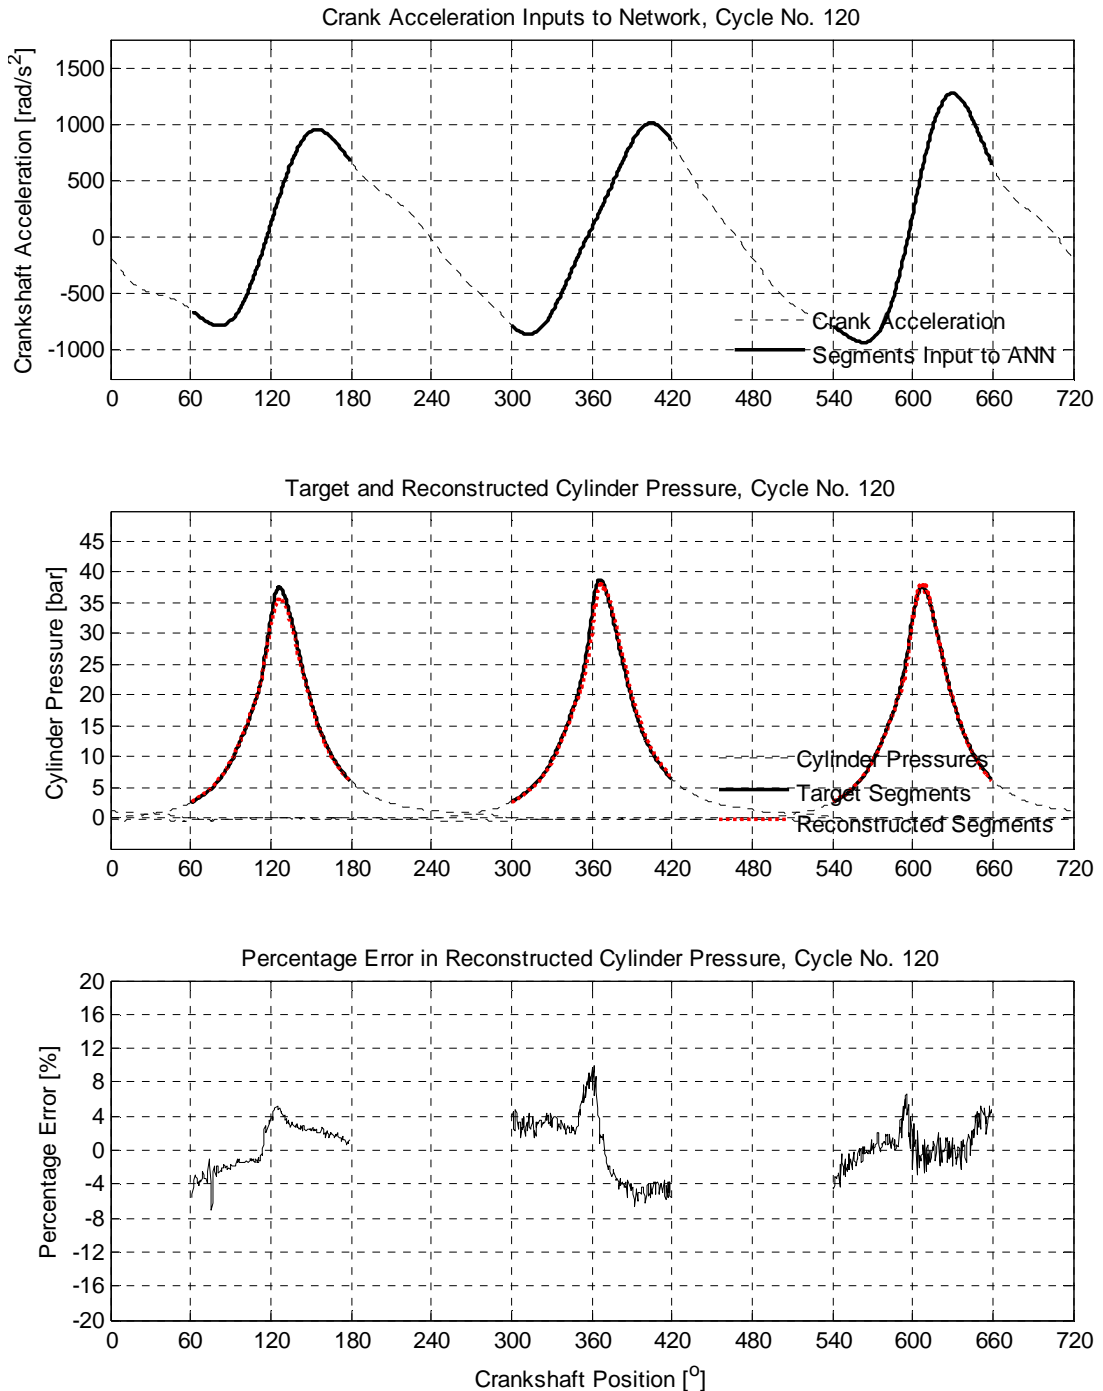 Crank Acceleration Inputs to Network, Cycle No. 120
Crankshaft Acceleration [rad/s²]
1500
1000
500
0
-500
-1000
Crank Acceleration
Segments Input to ANN
0 60 120 180 240 300 360 420 480 540 600 660 720
Target and Reconstructed Cylinder Pressure, Cycle No. 120
Cylinder Pressure [bar]
45
40
35
30
25
20
15
10
5
0
Cylinder Pressures
Target Segments
Reconstructed Segments
0 60 120 180 240 300 360 420 480 540 600 660 720
Percentage Error in Reconstructed Cylinder Pressure, Cycle No. 120
Percentage Error [%]
20
16
12
8
4
0
-4
-8
-12
-16
-20
0 60 120 180 240 300 360 420 480 540 600 660 720
Crankshaft Position [°]